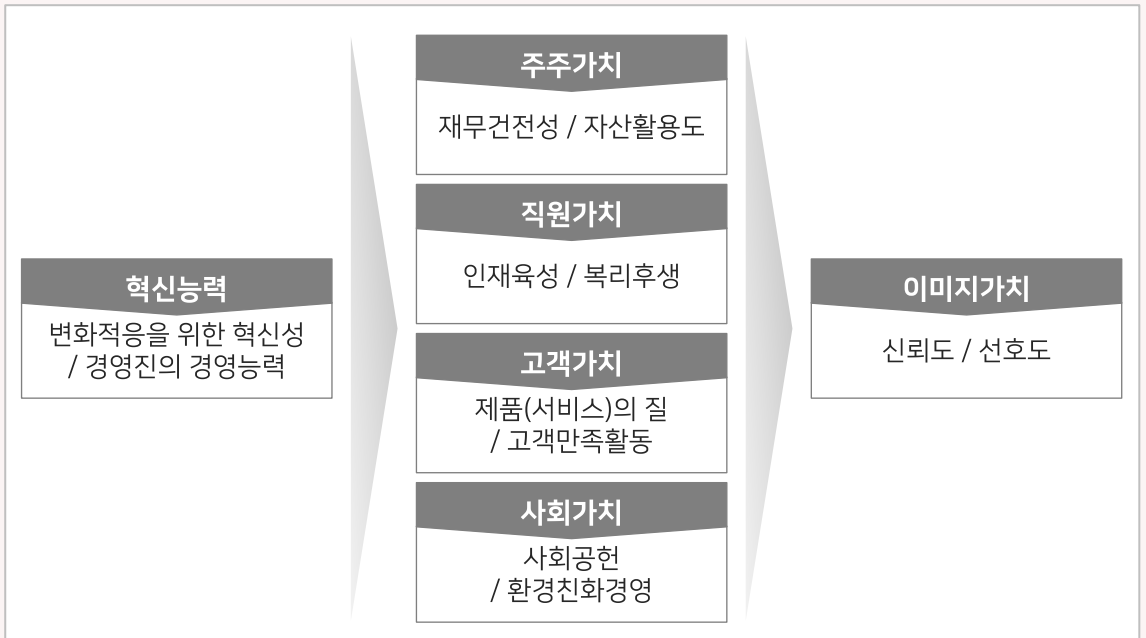 혁신능력
변화적응을 위한 혁신성
/ 경영진의 경영능력
주주가치
재무건전성 / 자산활용도
직원가치
인재육성 / 복리후생
고객가치
제품(서비스)의 질
/ 고객만족활동
사회가치
사회공헌
/ 환경친화경영
이미지가치
신뢰도 / 선호도